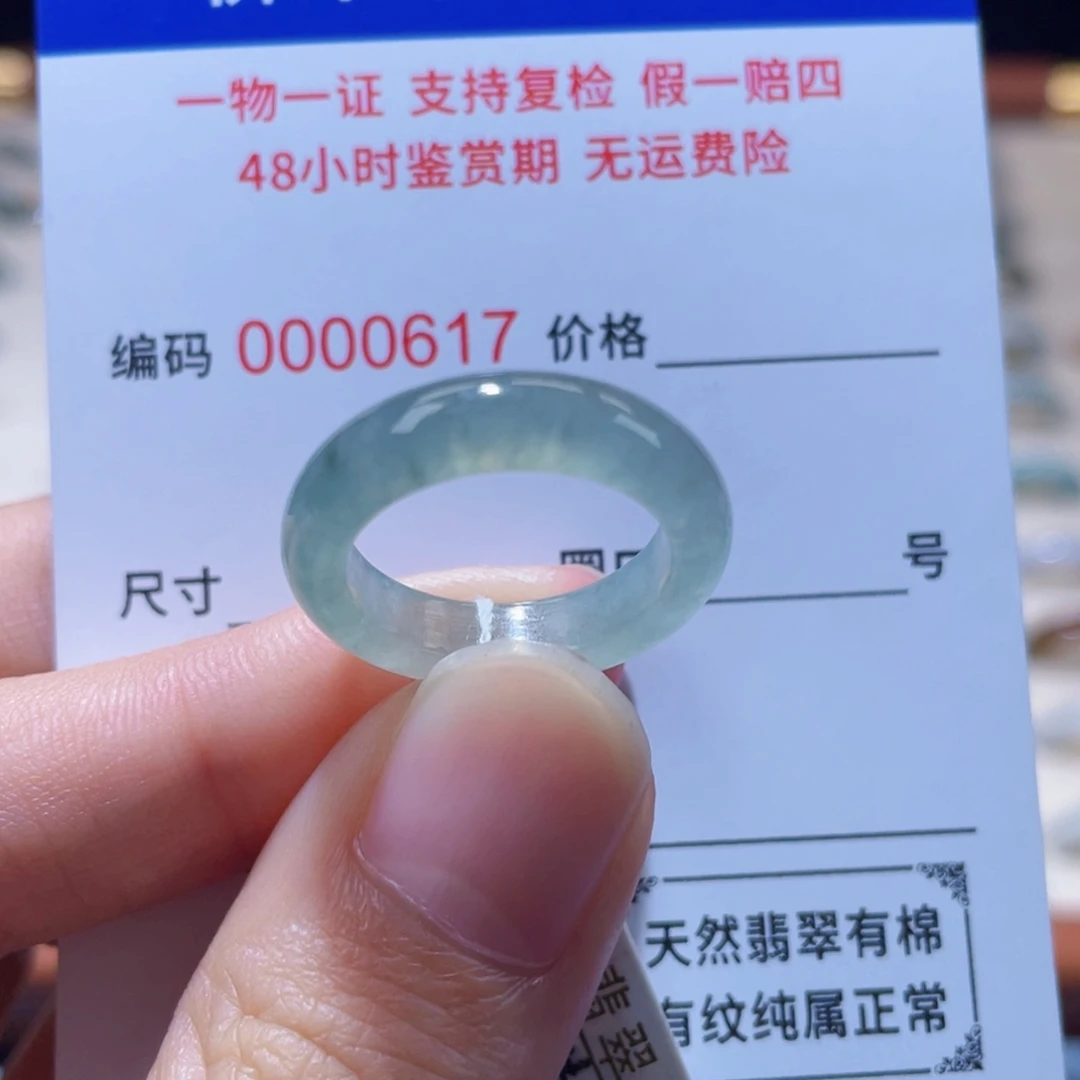 一物一证 支持复检 假一赔四
48小时鉴赏期 无运费险
编码 0000617 价格
尺寸 号
天然翡翠有棉
有纹纯属正常
翡翠